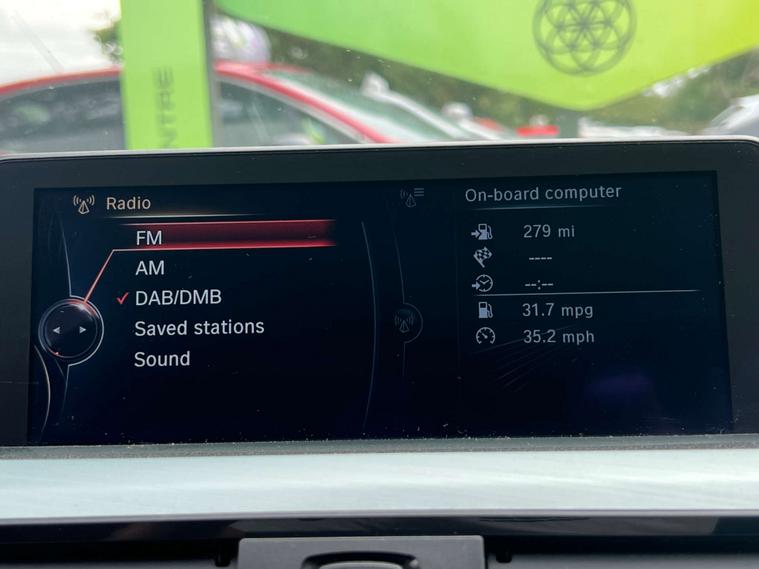 NTRE
Radio
FM
AM
DAB/DMB
Saved stations
Sound
On-board computer
279 mi
----
--:--
31.7 mpg
35.2 mph